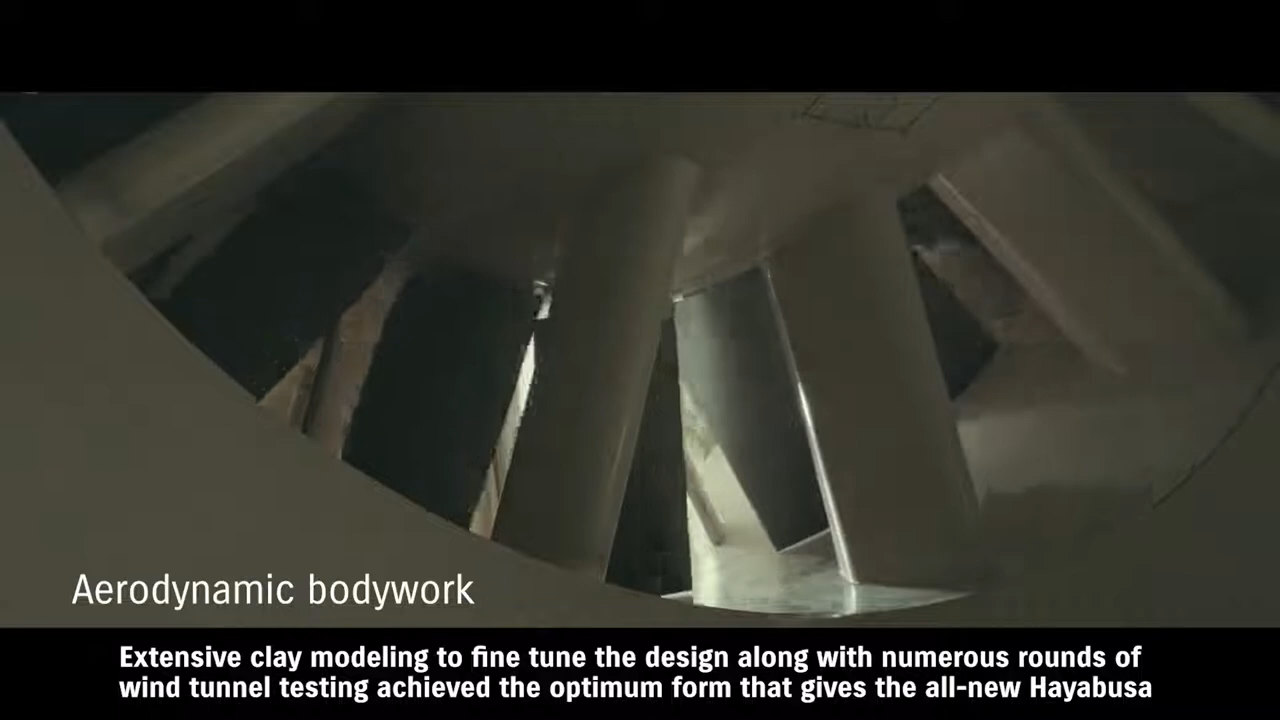 Aerodynamic bodywork
Extensive clay modeling to fine tune the design along with numerous rounds of
wind tunnel testing achieved the optimum form that gives the all-new Hayabusa